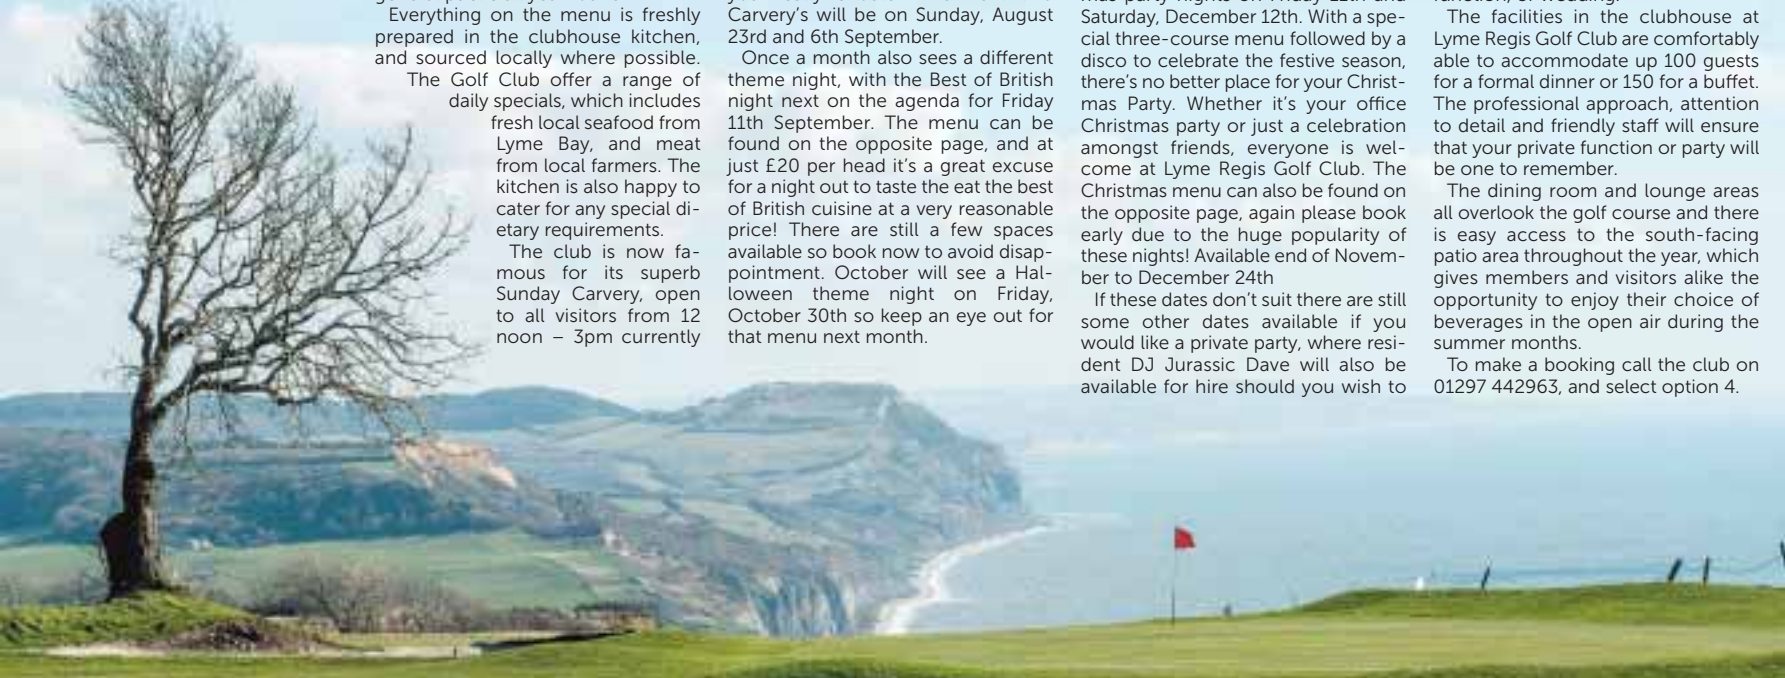 Everything on the menu is freshly
prepared in the clubhouse kitchen,
and sourced locally where possible.
The Golf Club offer a range of
daily specials, which includes
fresh local seafood from
Lyme Bay, and meat
from local farmers. The
kitchen is also happy to
cater for any special di-
etary requirements.
The club is now fa-
mous for its superb
Sunday Carvery, open
to all visitors from 12
noon – 3pm currently
Carvery's will be on Sunday, August
23rd and 6th September.
Once a month also sees a different
theme night, with the Best of British
night next on the agenda for Friday
11th September. The menu can be
found on the opposite page, and at
just £20 per head it's a great excuse
for a night out to taste the eat the best
of British cuisine at a very reasonable
price! There are still a few spaces
available so book now to avoid disap-
pointment. October will see a Hal-
loween theme night on Friday,
October 30th so keep an eye out for
that menu next month.
Saturday, December 12th. With a spe-
cial three-course menu followed by a
disco to celebrate the festive season,
there's no better place for your Christ-
mas Party. Whether it's your office
Christmas party or just a celebration
amongst friends, everyone is wel-
come at Lyme Regis Golf Club. The
Christmas menu can also be found on
the opposite page, again please book
early due to the huge popularity of
these nights! Available end of Novem-
ber to December 24th
If these dates don't suit there are still
some other dates available if you
would like a private party, where resi-
dent DJ Jurassic Dave will also be
available for hire should you wish to
The facilities in the clubhouse at
Lyme Regis Golf Club are comfortably
able to accommodate up 100 guests
for a formal dinner or 150 for a buffet.
The professional approach, attention
to detail and friendly staff will ensure
that your private function or party will
be one to remember.
The dining room and lounge areas
all overlook the golf course and there
is easy access to the south-facing
patio area throughout the year, which
gives members and visitors alike the
opportunity to enjoy their choice of
beverages in the open air during the
summer months.
To make a booking call the club on
01297 442963, and select option 4.